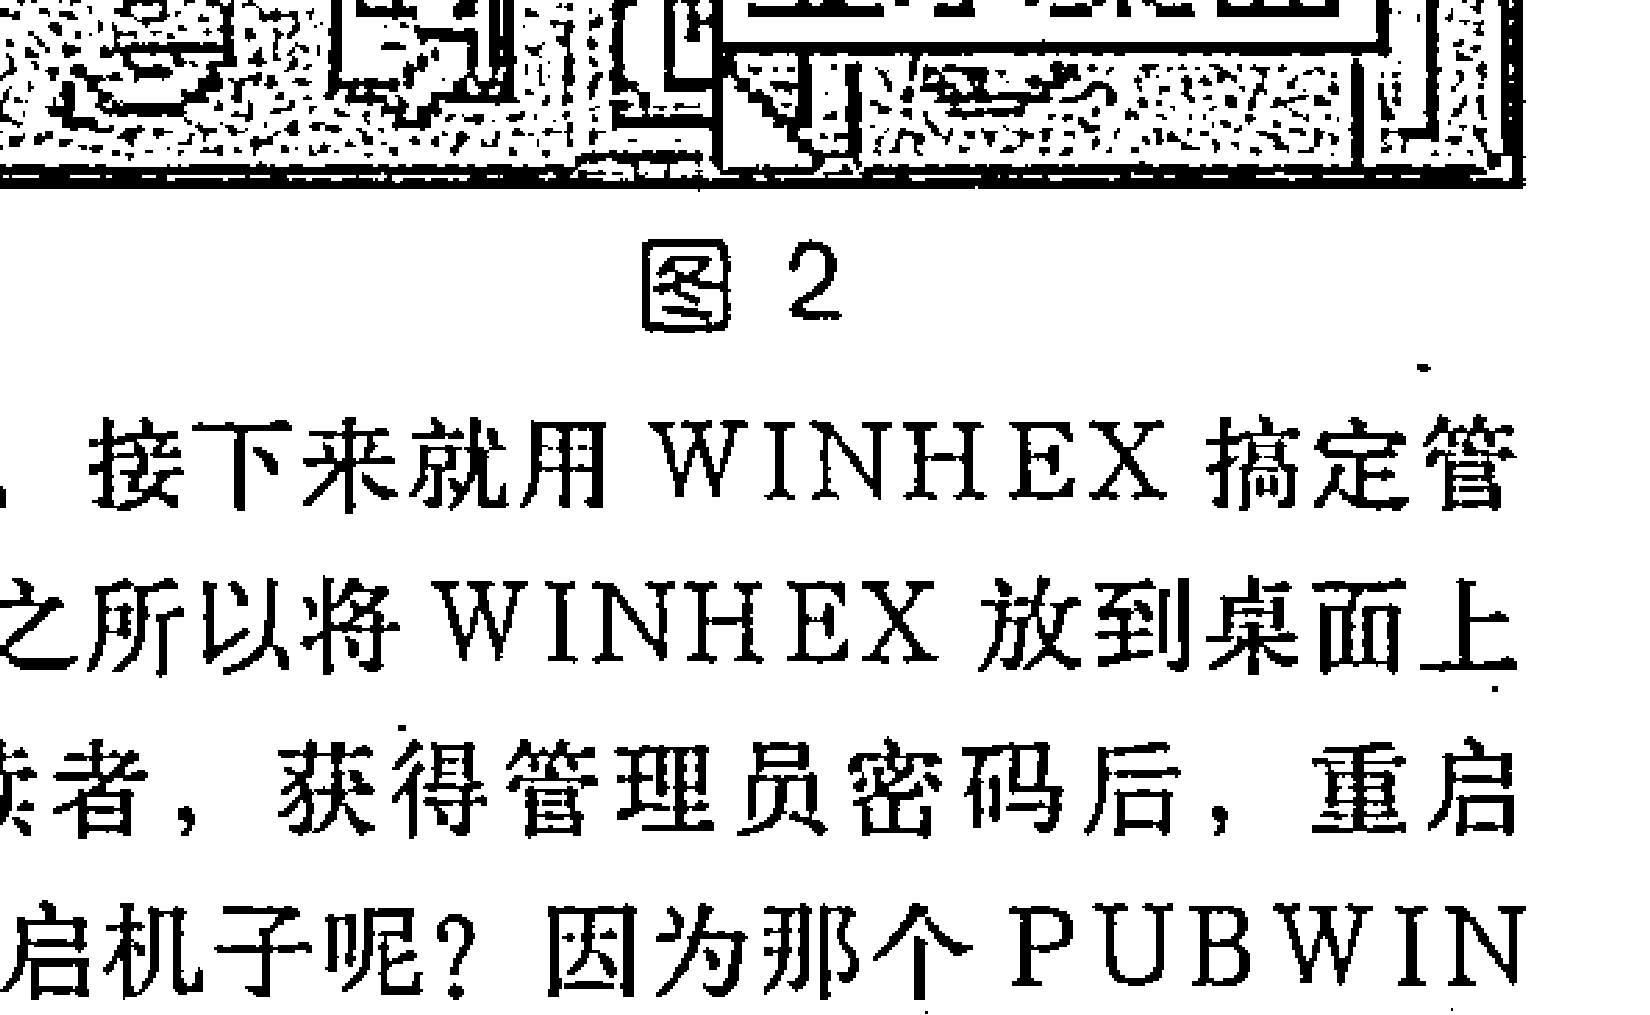 图 2
接下来就用 WINHEX 搞定管
之所以将 WINHEX 放到桌面上
者，获得管理员密码后，重启
启机子呢？因为那个 PUBWIN